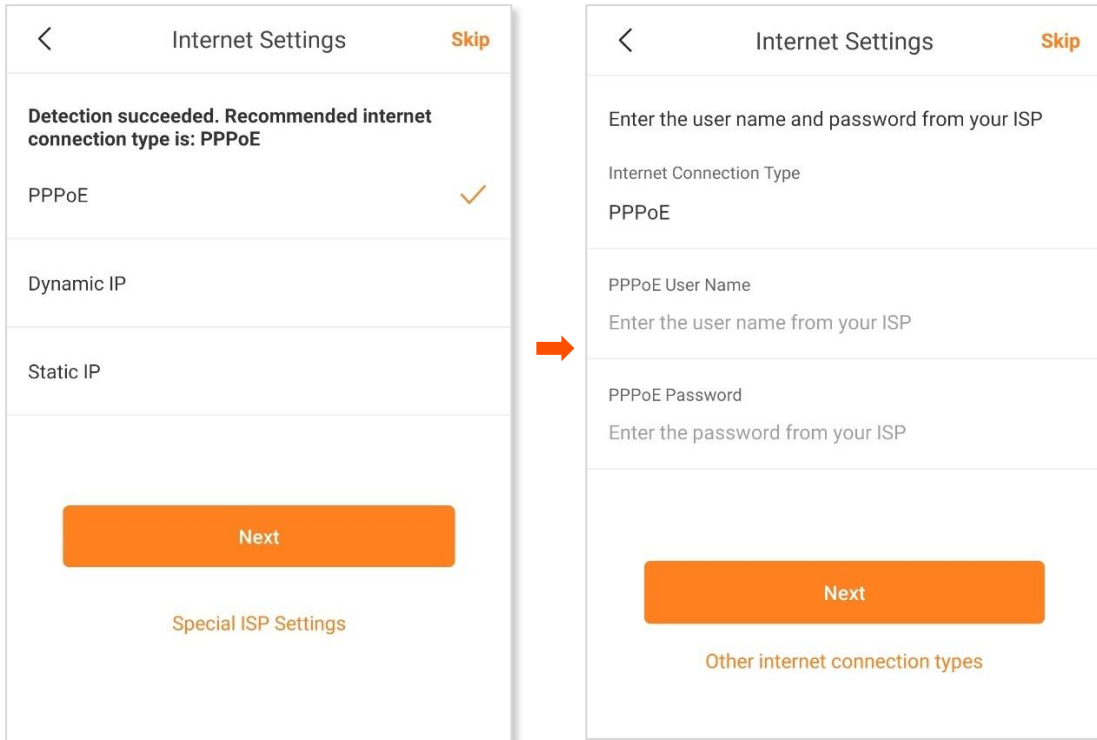 Internet Settings
Skip
Detection succeeded. Recommended internet
connection type is: PPPoE
PPPoE
Dynamic IP
Static IP
Next
Special ISP Settings
Internet Settings
Skip
Enter the user name and password from your ISP
Internet Connection Type
PPPoE
PPPoE User Name
Enter the user name from your ISP
PPPoE Password
Enter the password from your ISP
Next
Other internet connection types